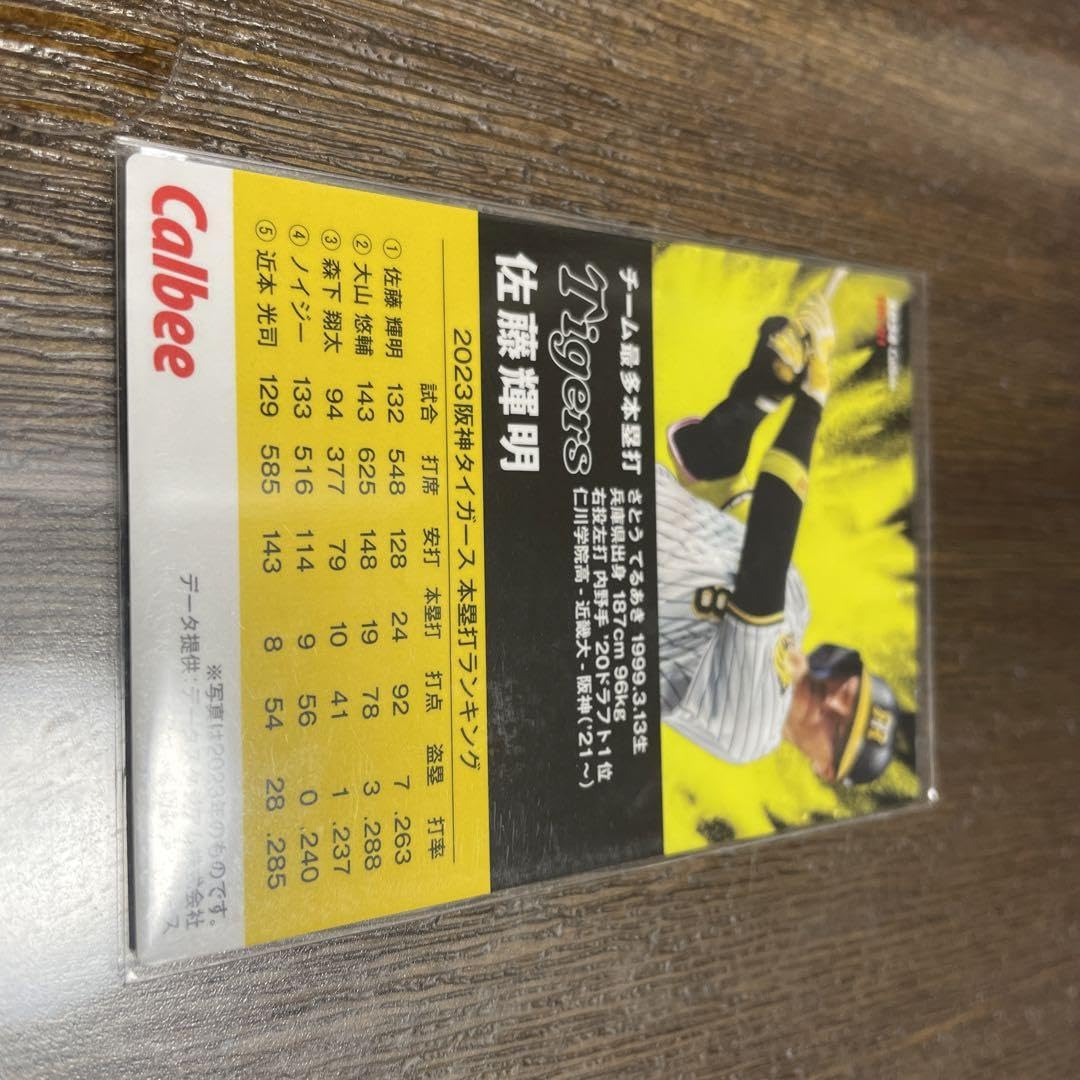 チーム最多本塁打
Tigers
佐藤輝明
さとう てるあき 1999.3.13生
兵庫県出身 187cm 96kg
右投左打 内野手 '20ドラフト1位
仁川学院高-近畿大-阪神('21～)
8
2023阪神タイガース 本塁打ランキング
試合 打席 安打 本塁打 打点 盗塁 打率
① 佐藤 輝明 132 548 128 24 92 7 .263
② 大山 悠輔 143 625 148 19 78 3 .288
③ 森下 翔太 94 377 79 10 41 1 .237
④ ノイジー 133 516 114 9 56 0 .240
⑤ 近本 光司 129 585 143 8 54 28 .285
Calbee
※写真は20 年のものです。
データ提供:デー
会社
ス